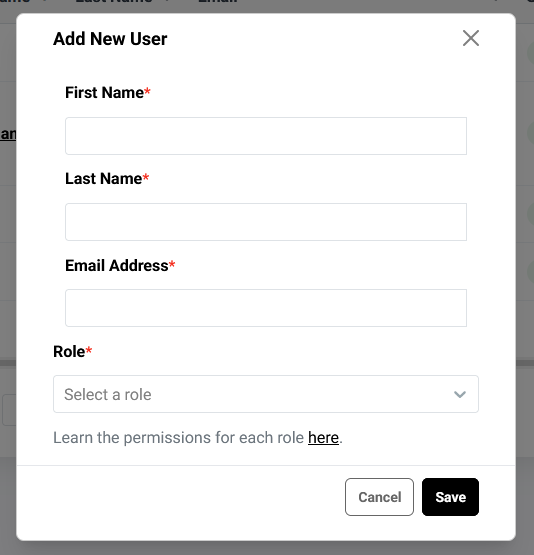 Add New User
First Name*
Last Name*
Email Address*
Role*
Select a role
Learn the permissions for each role here.
Cancel
Save